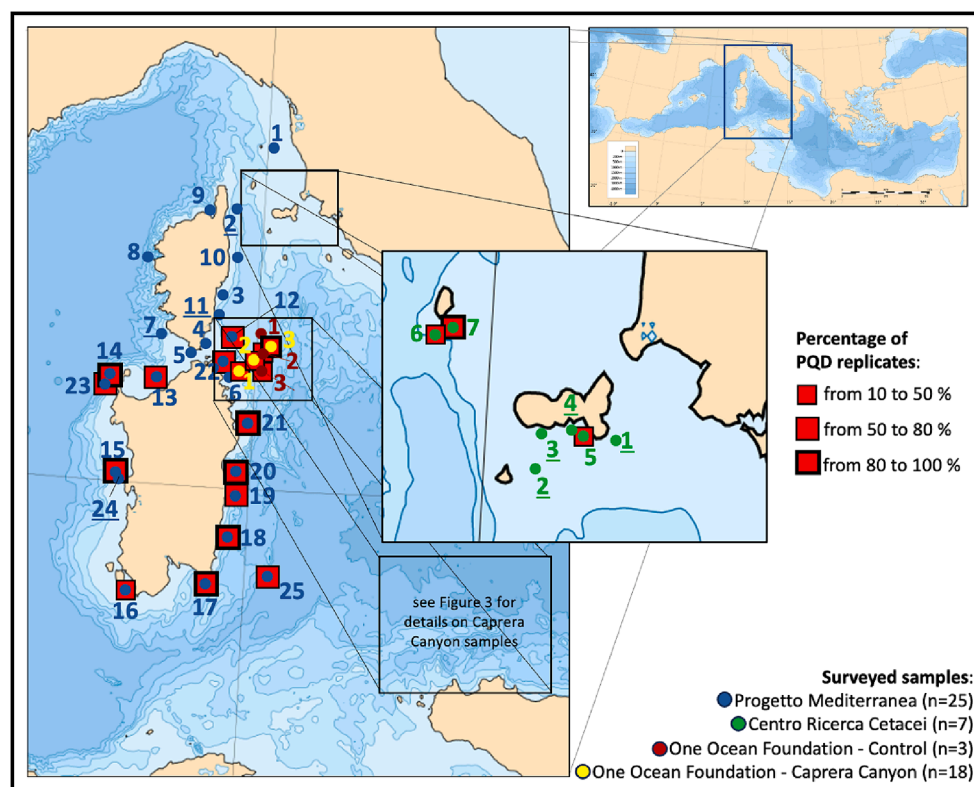 1
9
2
8
10
3
11
12
7
4
1
2
3
5
2
14
22
1
3
23
13
6
21
15
20
24
19
18
16
17
25
6
7
4
3
5
1
2
see Figure 3 for
details on Caprera
Canyon samples
Percentage of
PQD replicates:
from 10 to 50 %
from 50 to 80 %
from 80 to 100 %
Surveyed samples:
Progetto Mediterranea (n=25)
Centro Ricerca Cetacei (n=7)
One Ocean Foundation - Control (n=3)
One Ocean Foundation - Caprera Canyon (n=18)